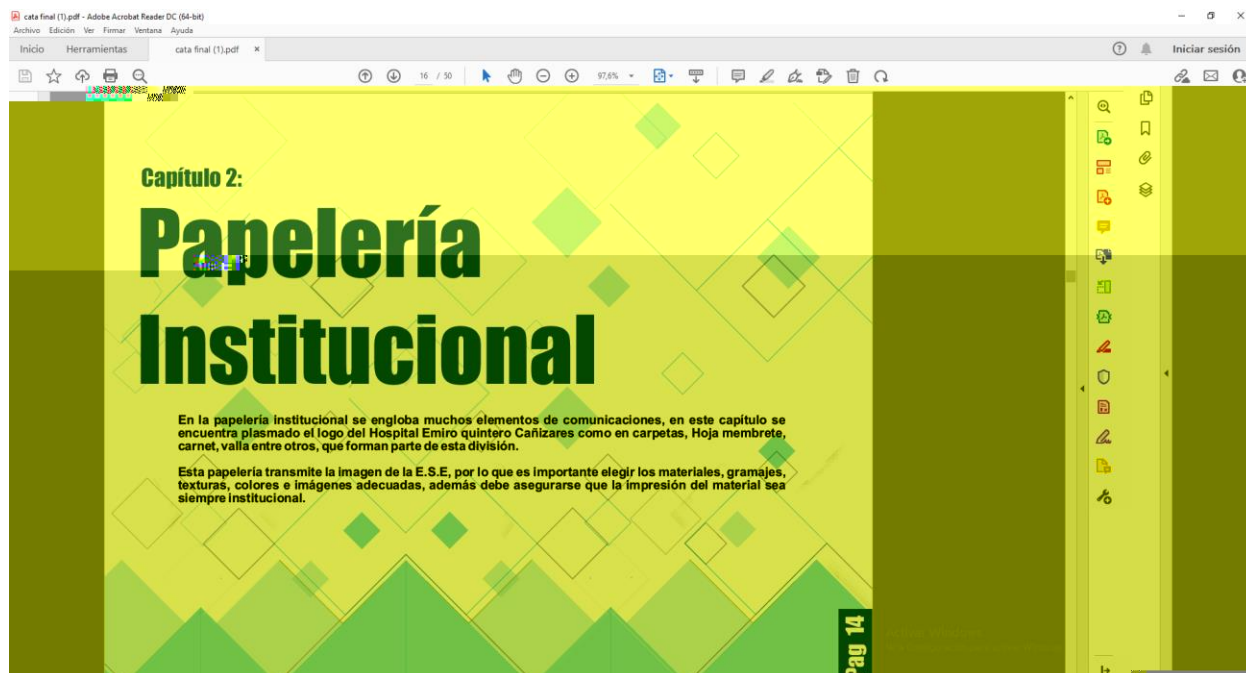 cata final (1).pdf - Adobe Acrobat Reader DC (64-bit)
Archivo Edición Ver Firmar Ventana Ayuda
Inicio Herramientas cata final (1).pdf × Iniciar sesión
16 / 50 97,6%
Capítulo 2:
Papelería
Institucional
En la papelería institucional se engloba muchos elementos de comunicaciones, en este capítulo se
encuentra plasmado el logo del Hospital Emiro quintero Cañizares como en carpetas, Hoja membrete,
carnet, valla entre otros, que forman parte de esta división.
Esta papelería transmite la imagen de la E.S.E, por lo que es importante elegir los materiales, gramajes,
texturas, colores e imágenes adecuadas, además debe asegurarse que la impresión del material sea
siempre institucional.
Pag 14